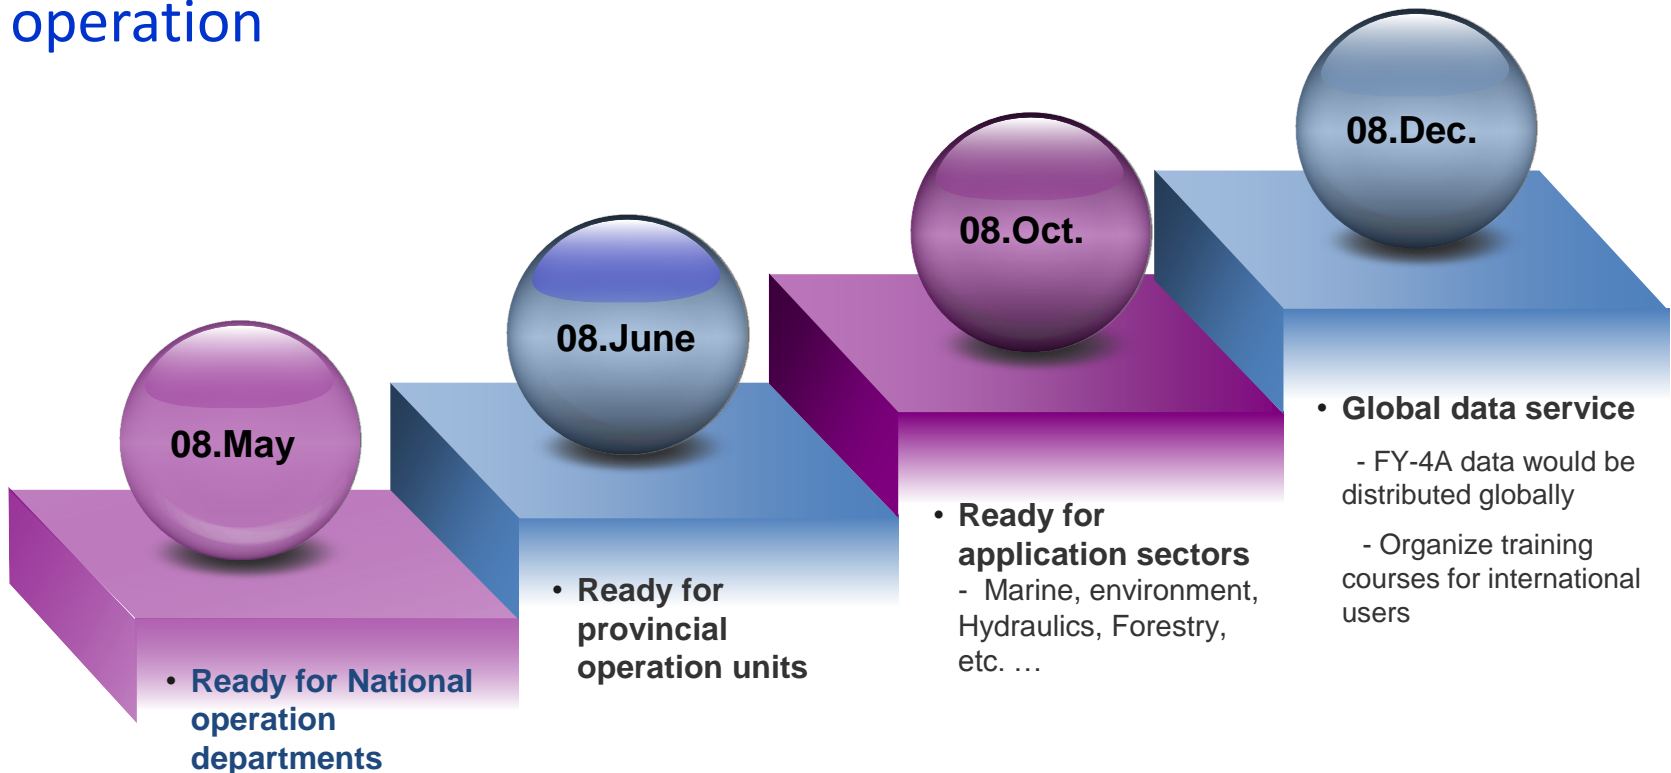 operation
08.May
• Ready for National
operation
departments
08.June
• Ready for
provincial
operation units
08.Oct.
• Ready for
application sectors
- Marine, environment,
Hydraulics, Forestry,
etc. …
08.Dec.
• Global data service
- FY-4A data would be
distributed globally
- Organize training
courses for international
users